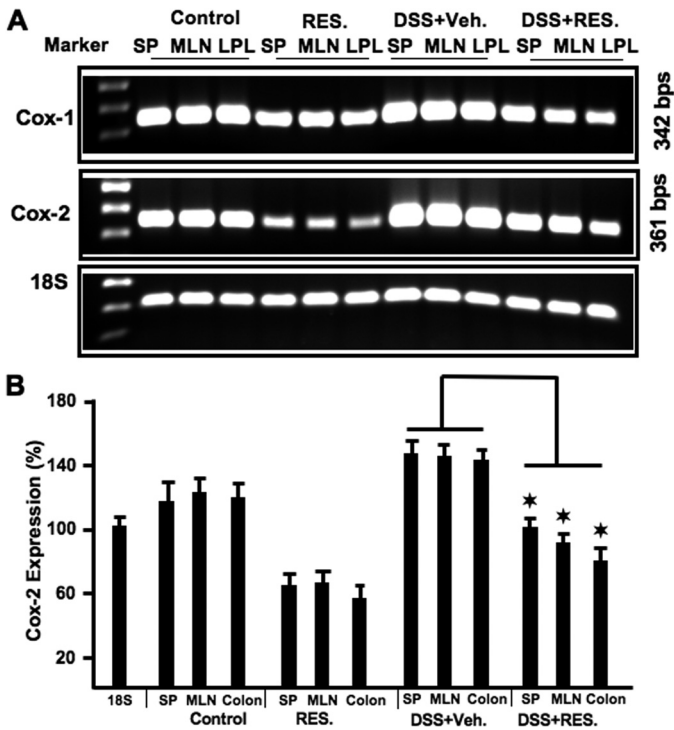 A
Control RES. DSS+Veh. DSS+RES.
Marker SP MLN LPL SP MLN LPL SP MLN LPL SP MLN LPL
Cox-1
342 bps
Cox-2
361 bps
18S
B
Cox-2 Expression (%)
180
140
100
60
20
18S SP MLN Colon SP MLN Colon SP MLN Colon SP MLN Colon
Control RES. DSS+Veh. DSS+RES.